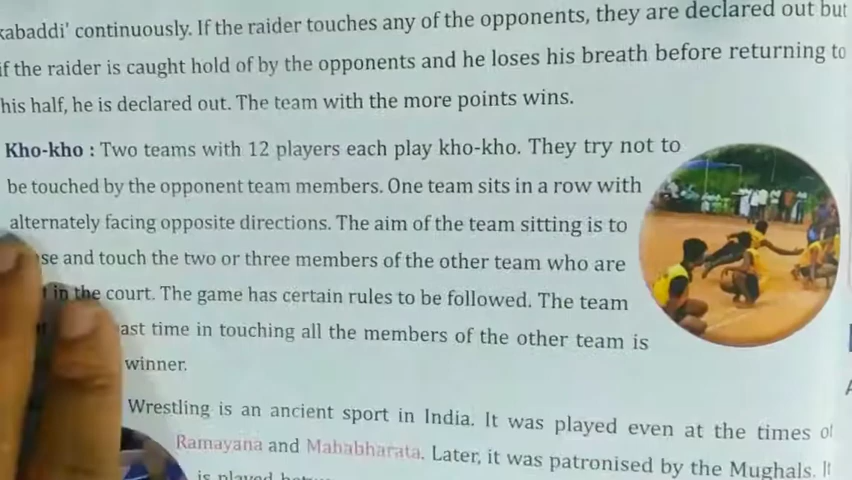 kabaddi' continuously. If the raider touches any of the opponents, they are declared out but
if the raider is caught hold of by the opponents and he loses his breath before returning to
his half, he is declared out. The team with the more points wins.
Kho-kho : Two teams with 12 players each play kho-kho. They try not to
be touched by the opponent team members. One team sits in a row with
alternately facing opposite directions. The aim of the team sitting is to
and touch the two or three members of the other team who are
in the court. The game has certain rules to be followed. The team
time in touching all the members of the other team is
winner.
Wrestling is an ancient sport in India. It was played even at the times of
Ramayana and Mahabharata. Later, it was patronised by the Mughals. It
is played